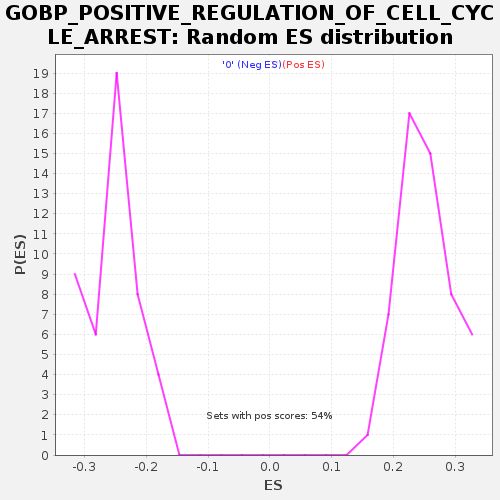 GOBP_POSITIVE_REGULATION_OF_CELL_CYC
LE_ARREST: Random ES distribution
'0' (Neg ES)(Pos ES)
19
18
17
16
15
14
13
12
11
10
9
8
7
6
5
4
3
2
1
0
P(ES)
Sets with pos scores: 54%
-0.3 -0.2 -0.1 0.0 0.1 0.2 0.3
ES